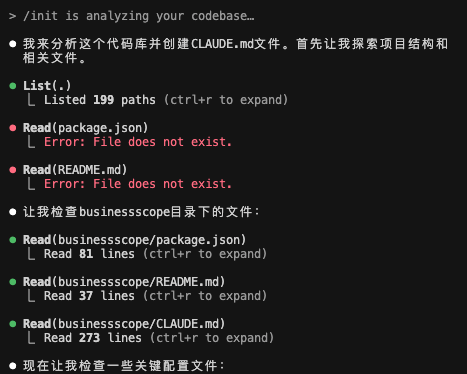 > /init is analyzing your codebase…
● 我来分析这个代码库并创建CLAUDE.md文件。首先让我探索项目结构和
相关文件。
● List(.)
⎿ Listed 199 paths (ctrl+r to expand)
● Read(package.json)
⎿ Error: File does not exist.
● Read(README.md)
⎿ Error: File does not exist.
● 让我检查businessscope目录下的文件：
● Read(businessscope/package.json)
⎿ Read 81 lines (ctrl+r to expand)
● Read(businessscope/README.md)
⎿ Read 37 lines (ctrl+r to expand)
● Read(businessscope/CLAUDE.md)
⎿ Read 273 lines (ctrl+r to expand)
● 现在让我检查一些关键配置文件：